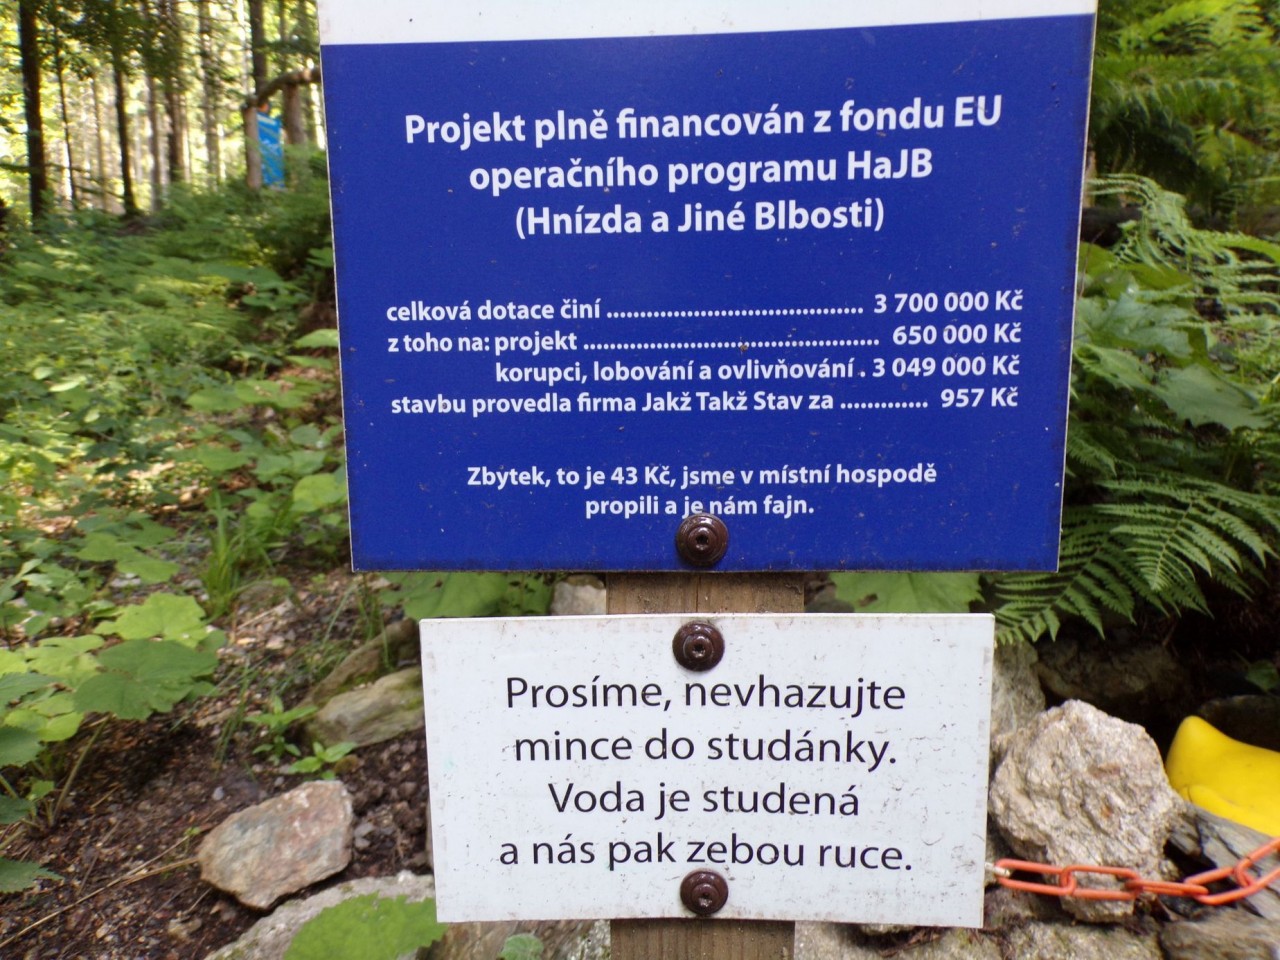 Projekt plně financován z fondu EU
operačního programu HaJB
(Hnízda a Jiné Blbosti)
celková dotace činí ........................................ 3 700 000 Kč
z toho na: projekt .............................................. 650 000 Kč
korupci, lobování a ovlivňování . 3 049 000 Kč
stavbu provedla firma Jakž Takž Stav za ............. 957 Kč
Zbytek, to je 43 Kč, jsme v místní hospodě
propili a je nám fajn.
Prosíme, nevhazujte
mince do studánky.
Voda je studená
a nás pak zebou ruce.